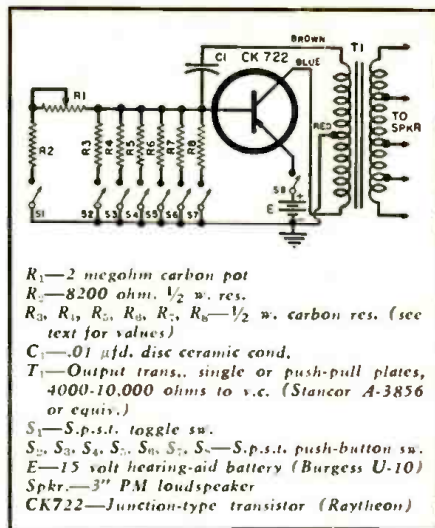 BROWN
T1
C1
CK 722
BLUE
R1
RED
TO
SPKR
R2
R3
R4
R5
R6
R7
R8
S8
E
S1
S2
S3
S4
S5
S6
S7
R₁—2 megohm carbon pot
R₂—8200 ohm. ½ w. res.
R₃, R₄, R₅, R₆, R₇, R₈—½ w. carbon res. (see
text for values)
C₁—.01 μfd. disc ceramic cond.
T₁—Output trans., single or push-pull plates,
4000-10,000 ohms to v.c. (Stancor A-3856
or equiv.)
S₁—S.p.s.t. toggle sw.
S₂, S₃, S₄, S₅, S₆, S₇, S₈—S.p.s.t. push-button sw.
E—15 volt hearing-aid battery (Burgess U-10)
Spkr.—3" PM loudspeaker
CK722—Junction-type transistor (Raytheon)